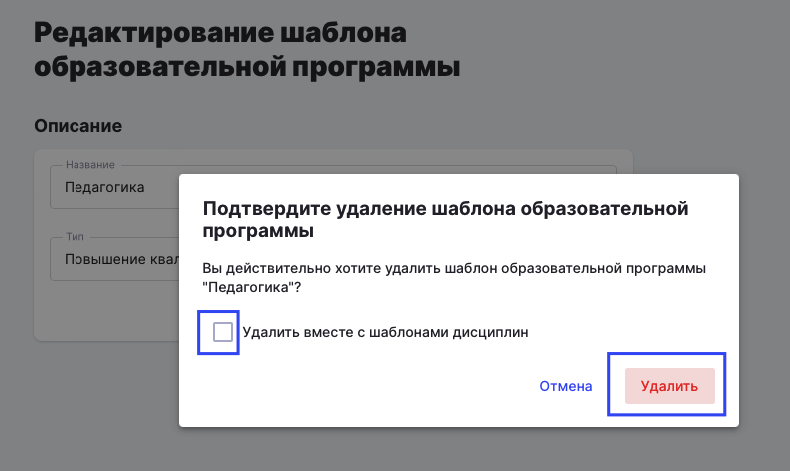 Редактирование шаблона
образовательной программы
Описание
Название
Педагогика
Тип
Повышение квал
Подтвердите удаление шаблона образовательной
программы
Вы действительно хотите удалить шаблон образовательной программы
"Педагогика"?
Удалить вместе с шаблонами дисциплин
Отмена
Удалить